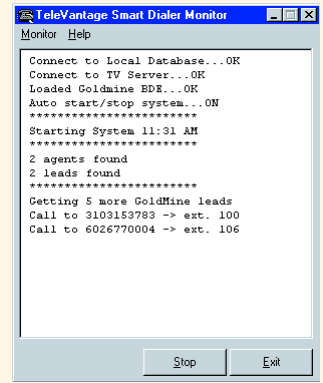 TeleVantage Smart Dialer Monitor
Monitor Help
Connect to Local Database...OK
Connect to TV Server...OK
Loaded Goldmine BDE...OK
Auto start/stop system...ON
************************
Starting System 11:31 AM
************************
2 agents found
2 leads found
************************
Getting 5 more GoldMine leads
Call to 3103153783 -> ext. 100
Call to 6026770004 -> ext. 106
Stop Exit